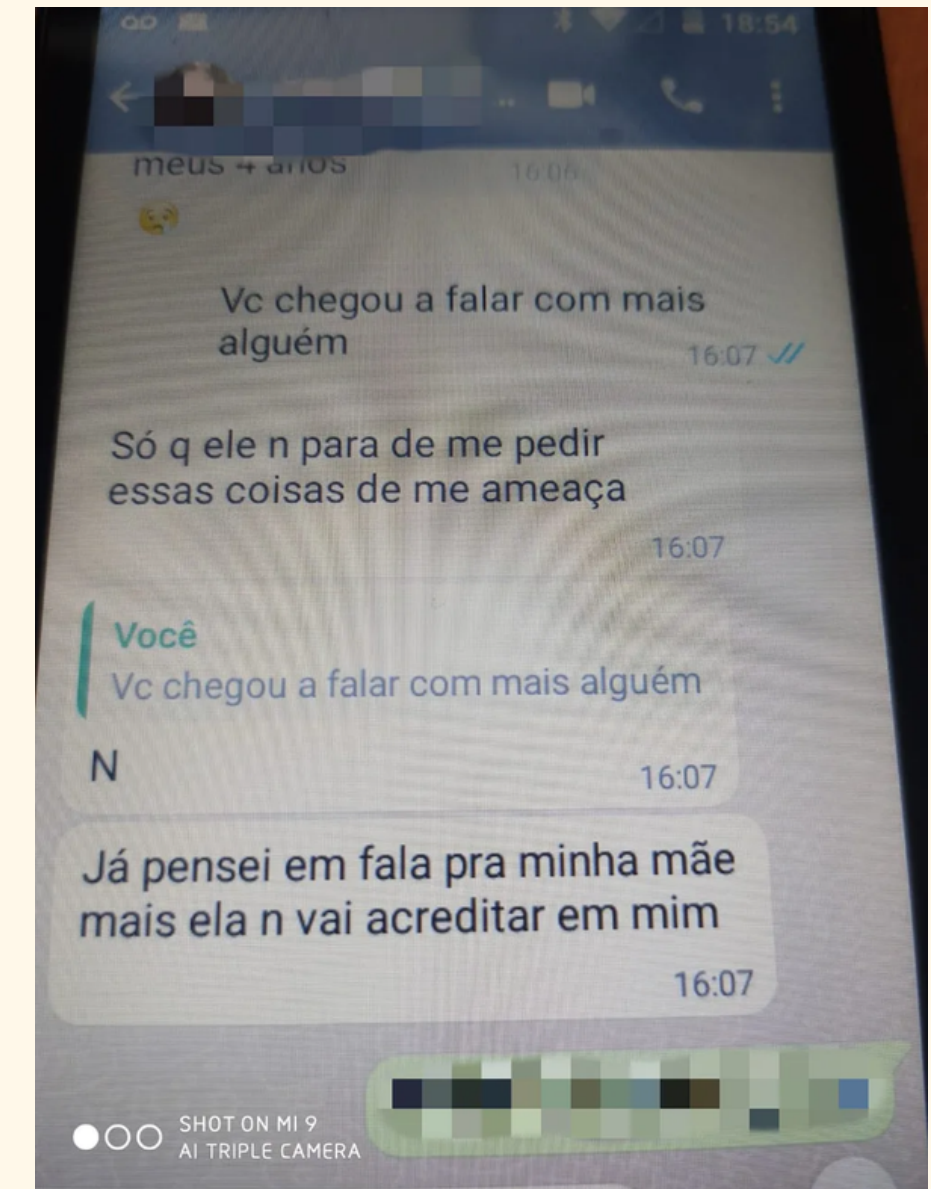 18:54
meus 4 anos
16:06
Vc chegou a falar com mais
alguém
16:07
Só q ele n para de me pedir
essas coisas de me ameaça
16:07
Você
Vc chegou a falar com mais alguém
N
16:07
Já pensei em fala pra minha mãe
mais ela n vai acreditar em mim
16:07
SHOT ON MI 9
AI TRIPLE CAMERA